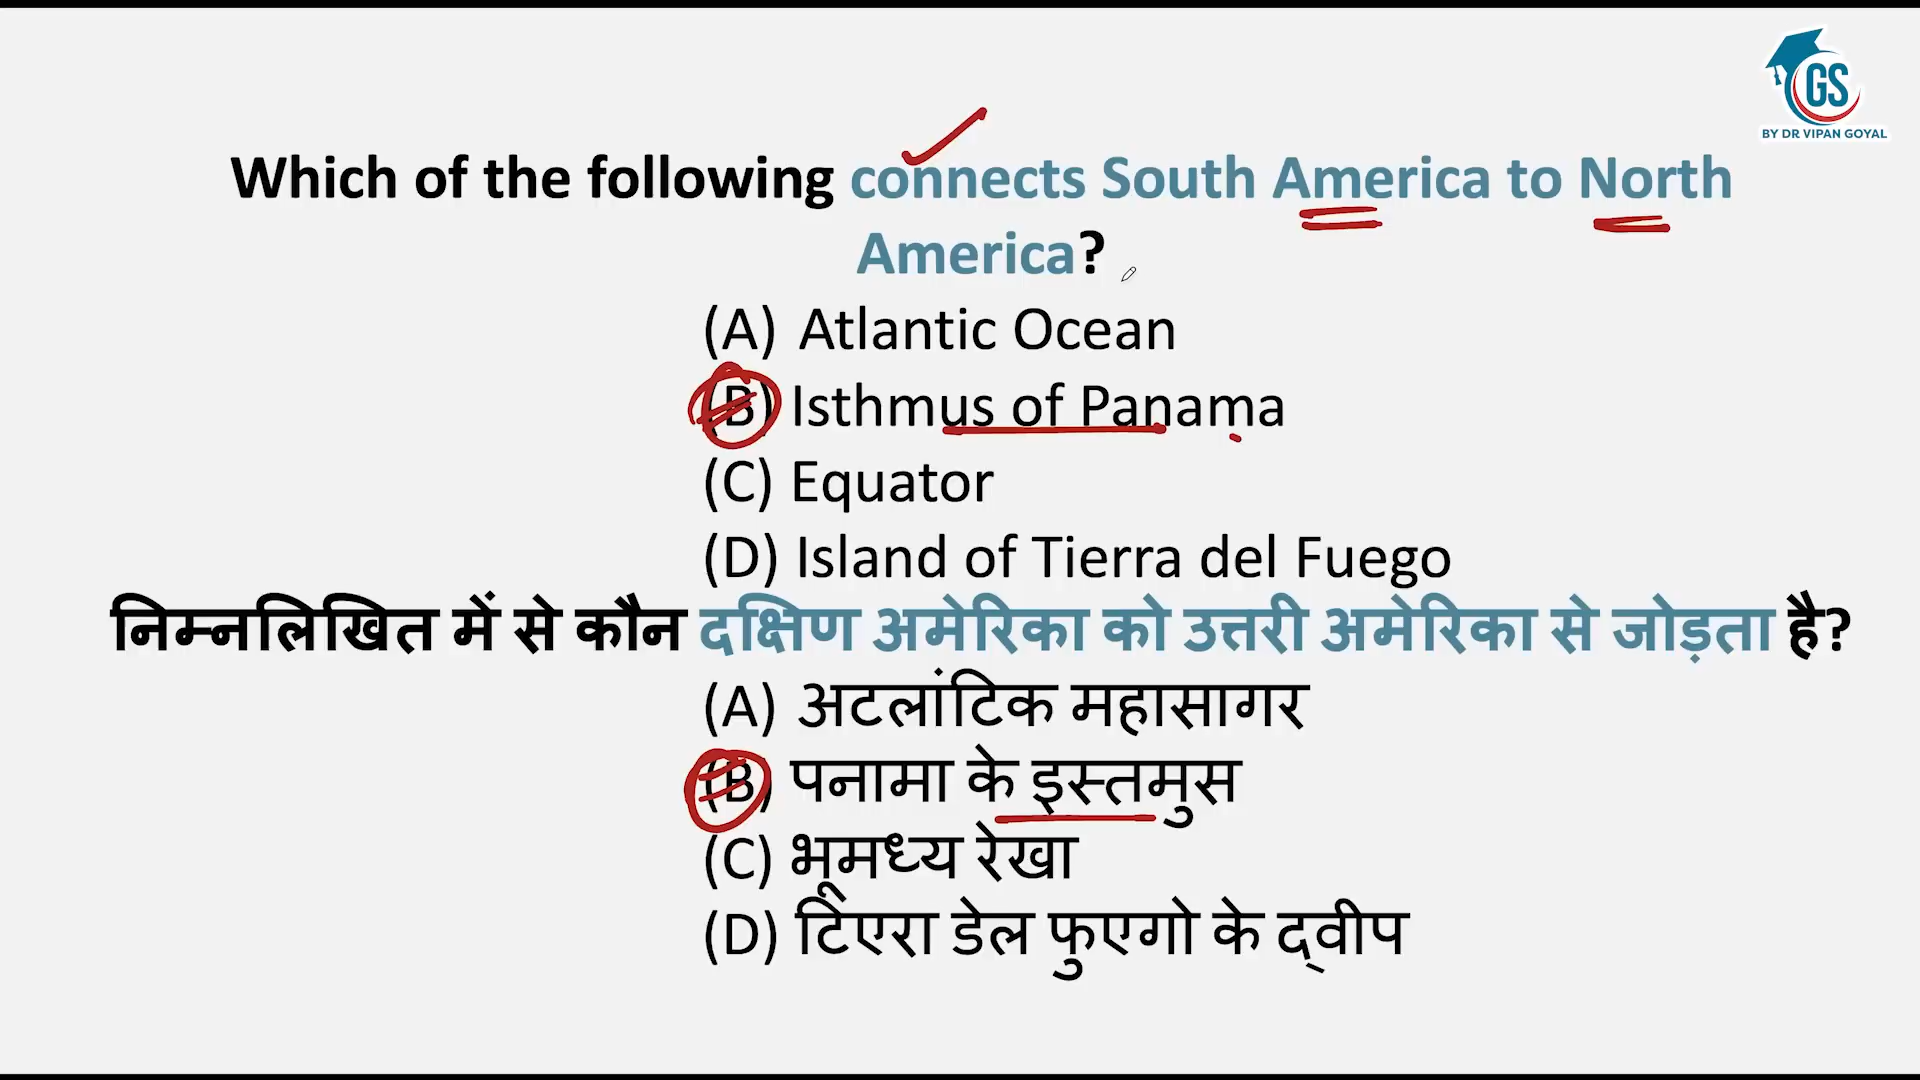 GS
BY DR VIPAN GOYAL
Which of the following connects South America to North
America?
(A) Atlantic Ocean
(B) Isthmus of Panama
(C) Equator
(D) Island of Tierra del Fuego
निम्नलिखित में से कौन दक्षिण अमेरिका को उत्तरी अमेरिका से जोड़ता है?
(A) अटलांटिक महासागर
(B) पनामा के इस्तमुस
(C) भूमध्य रेखा
(D) टिएरा डेल फुएगो के द्वीप